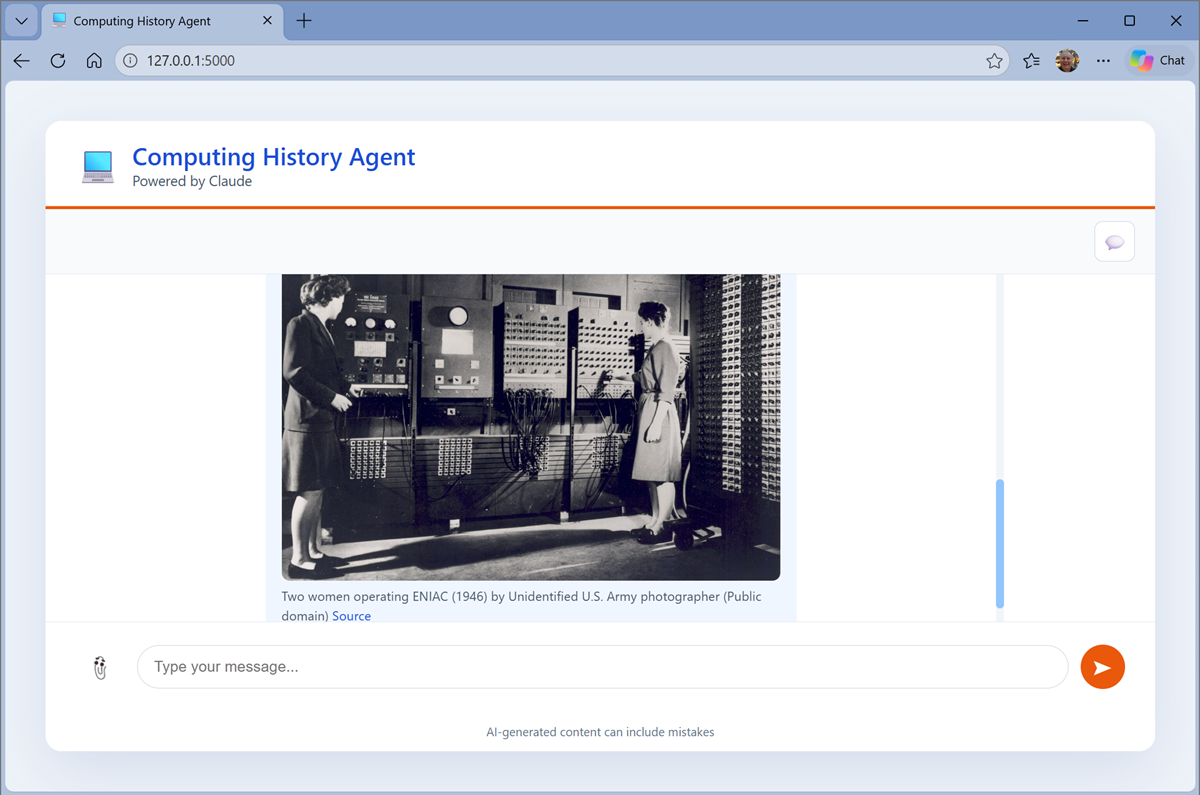 Computing History Agent
127.0.0.1:5000
Chat
Computing History Agent
Powered by Claude
Two women operating ENIAC (1946) by Unidentified U.S. Army photographer (Public
domain) Source
Type your message...
AI-generated content can include mistakes